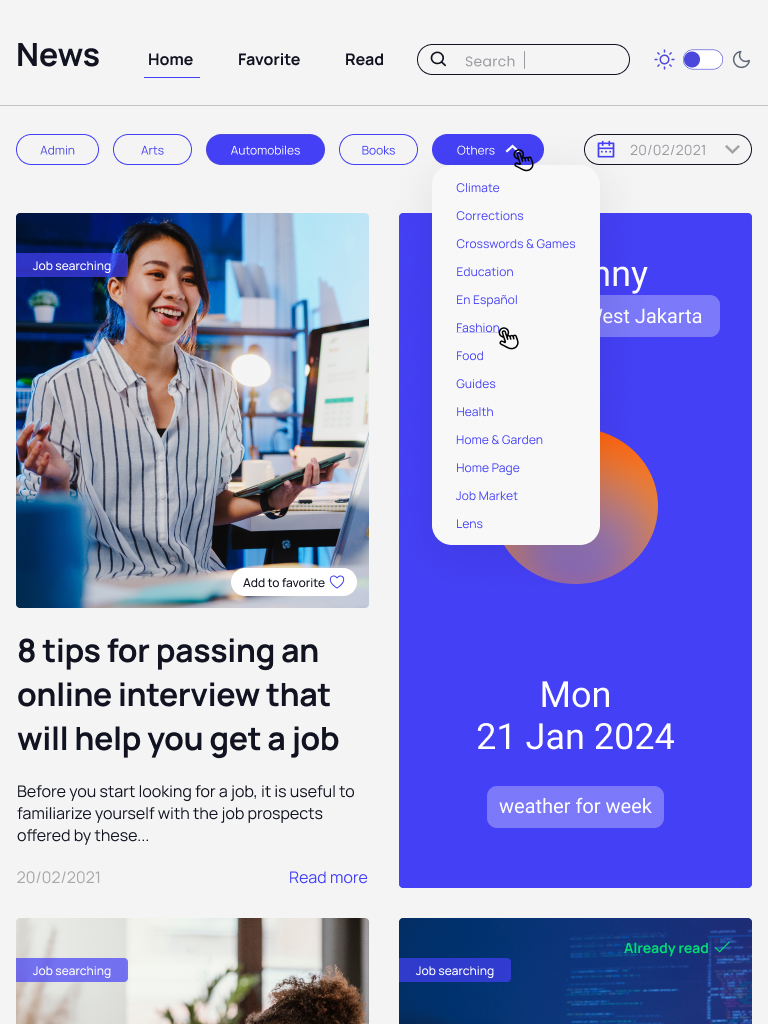 News
Home
Favorite
Read
Search
Admin
Arts
Automobiles
Books
Others
20/02/2021
Climate
Corrections
Crosswords & Games
Education
En Español
Fashion
Food
Guides
Health
Home & Garden
Home Page
Job Market
Lens
Job searching
Add to favorite
8 tips for passing an
online interview that
will help you get a job
Before you start looking for a job, it is useful to
familiarize yourself with the job prospects
offered by these...
20/02/2021
Read more
Jakarta
Mon
21 Jan 2024
weather for week
Job searching
Already read
Job searching